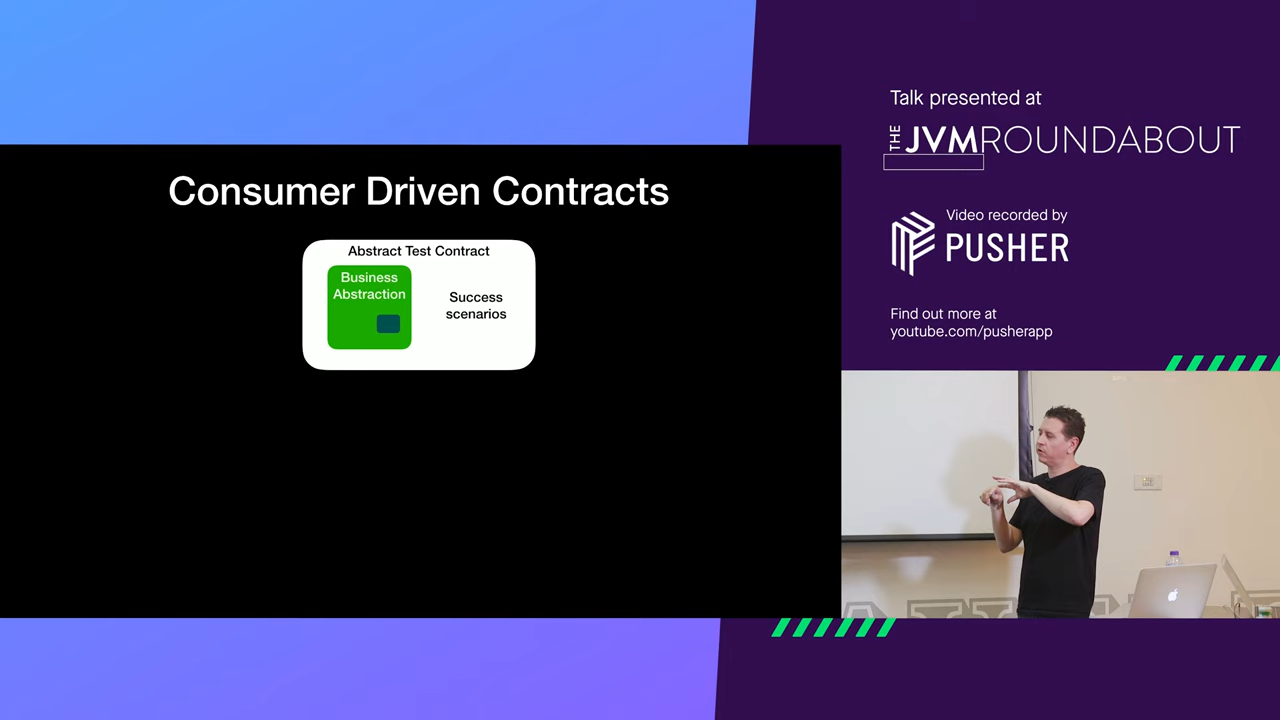 Consumer Driven Contracts
Abstract Test Contract
Business
Abstraction
Success
scenarios
Talk presented at
THE JVMROUNDABOUT
Video recorded by
PUSHER
Find out more at
youtube.com/pusherapp